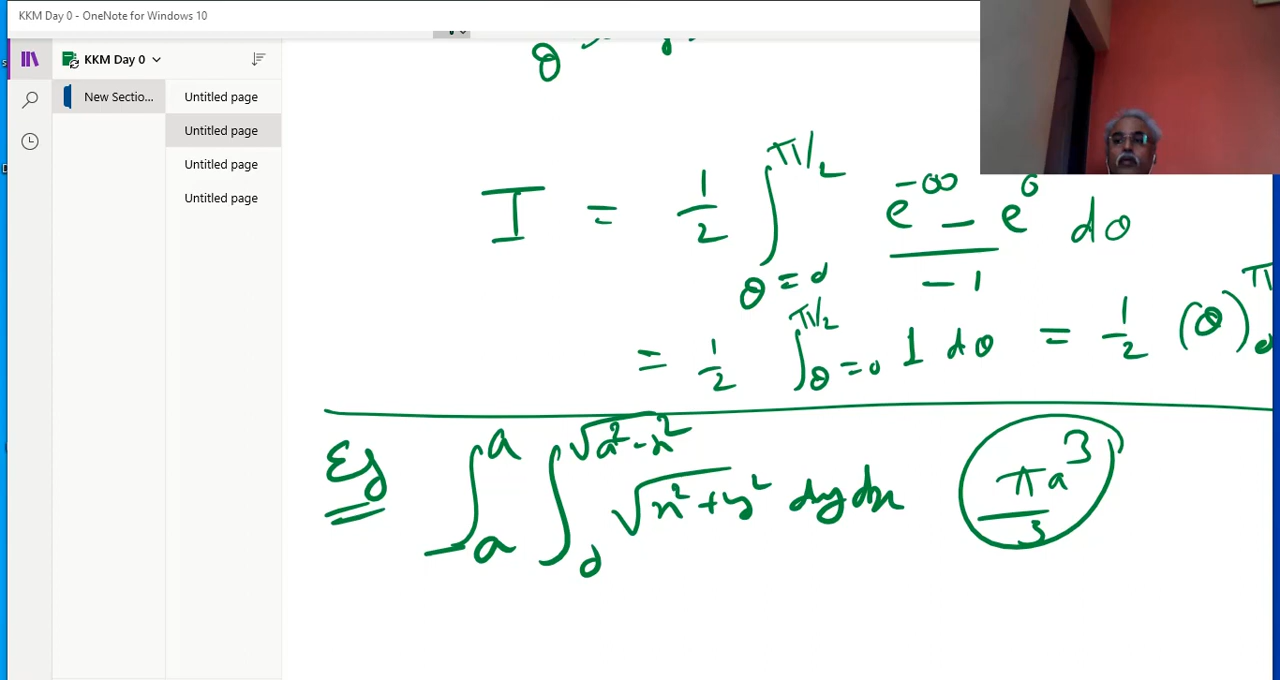 KKM Day 0 - OneNote for Windows 10
KKM Day 0
New Sectio...
Untitled page
Untitled page
Untitled page
Untitled page
θ
I = 1/2 ∫_{θ=0}^{π/2} (e^{-∞} - e^{0})/(-1) dθ
= 1/2 ∫_{θ=0}^{π/2} 1 dθ = 1/2 (θ)_0^π
Eg ∫_{-a}^{a} ∫_0^{√(a²-x²)} √(x²+y²) dy dx πa³/3